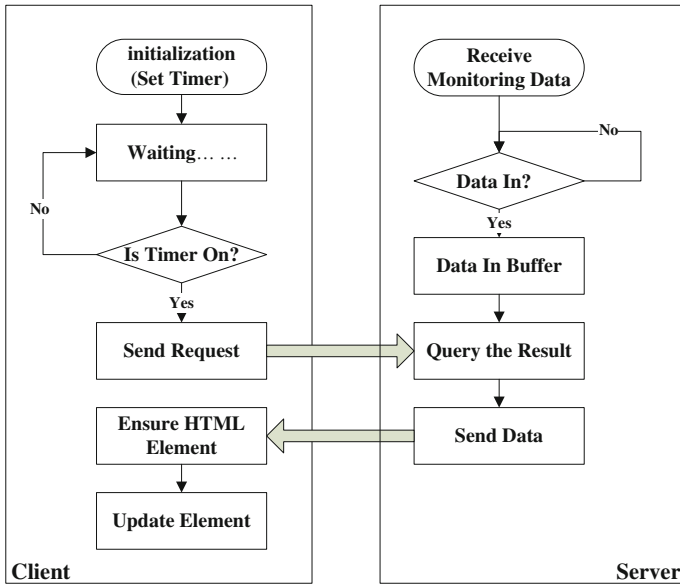 initialization
(Set Timer)
Waiting… …
No
Is Timer On?
Yes
Send Request
Ensure HTML
Element
Update Element
Client
Receive
Monitoring Data
No
Data In?
Yes
Data In Buffer
Query the Result
Send Data
Server